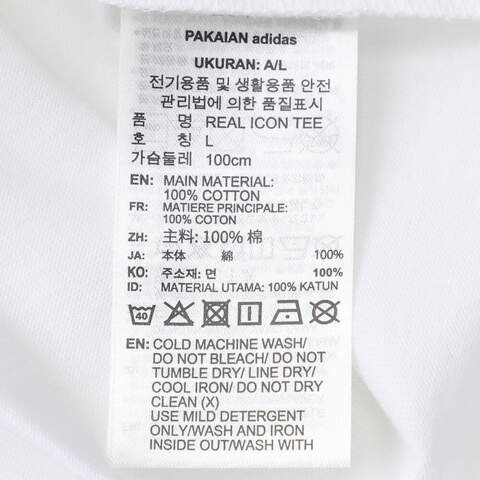 PAKAIAN adidas
UKURAN: A/L
전기용품 및 생활용품 안전
관리법에 의한 품질표시
품 명 REAL ICON TEE
호 칭 L
가슴둘레 100cm
EN: MAIN MATERIAL:
100% COTTON
FR: MATIERE PRINCIPALE:
100% COTON
ZH: 主料: 100% 棉
JA: 本体 綿 100%
KO: 주소재: 면 100%
ID: MATERIAL UTAMA: 100% KATUN
40
EN: COLD MACHINE WASH/
DO NOT BLEACH/ DO NOT
TUMBLE DRY/ LINE DRY/
COOL IRON/ DO NOT DRY
CLEAN (X)
USE MILD DETERGENT
ONLY/WASH AND IRON
INSIDE OUT/WASH WITH